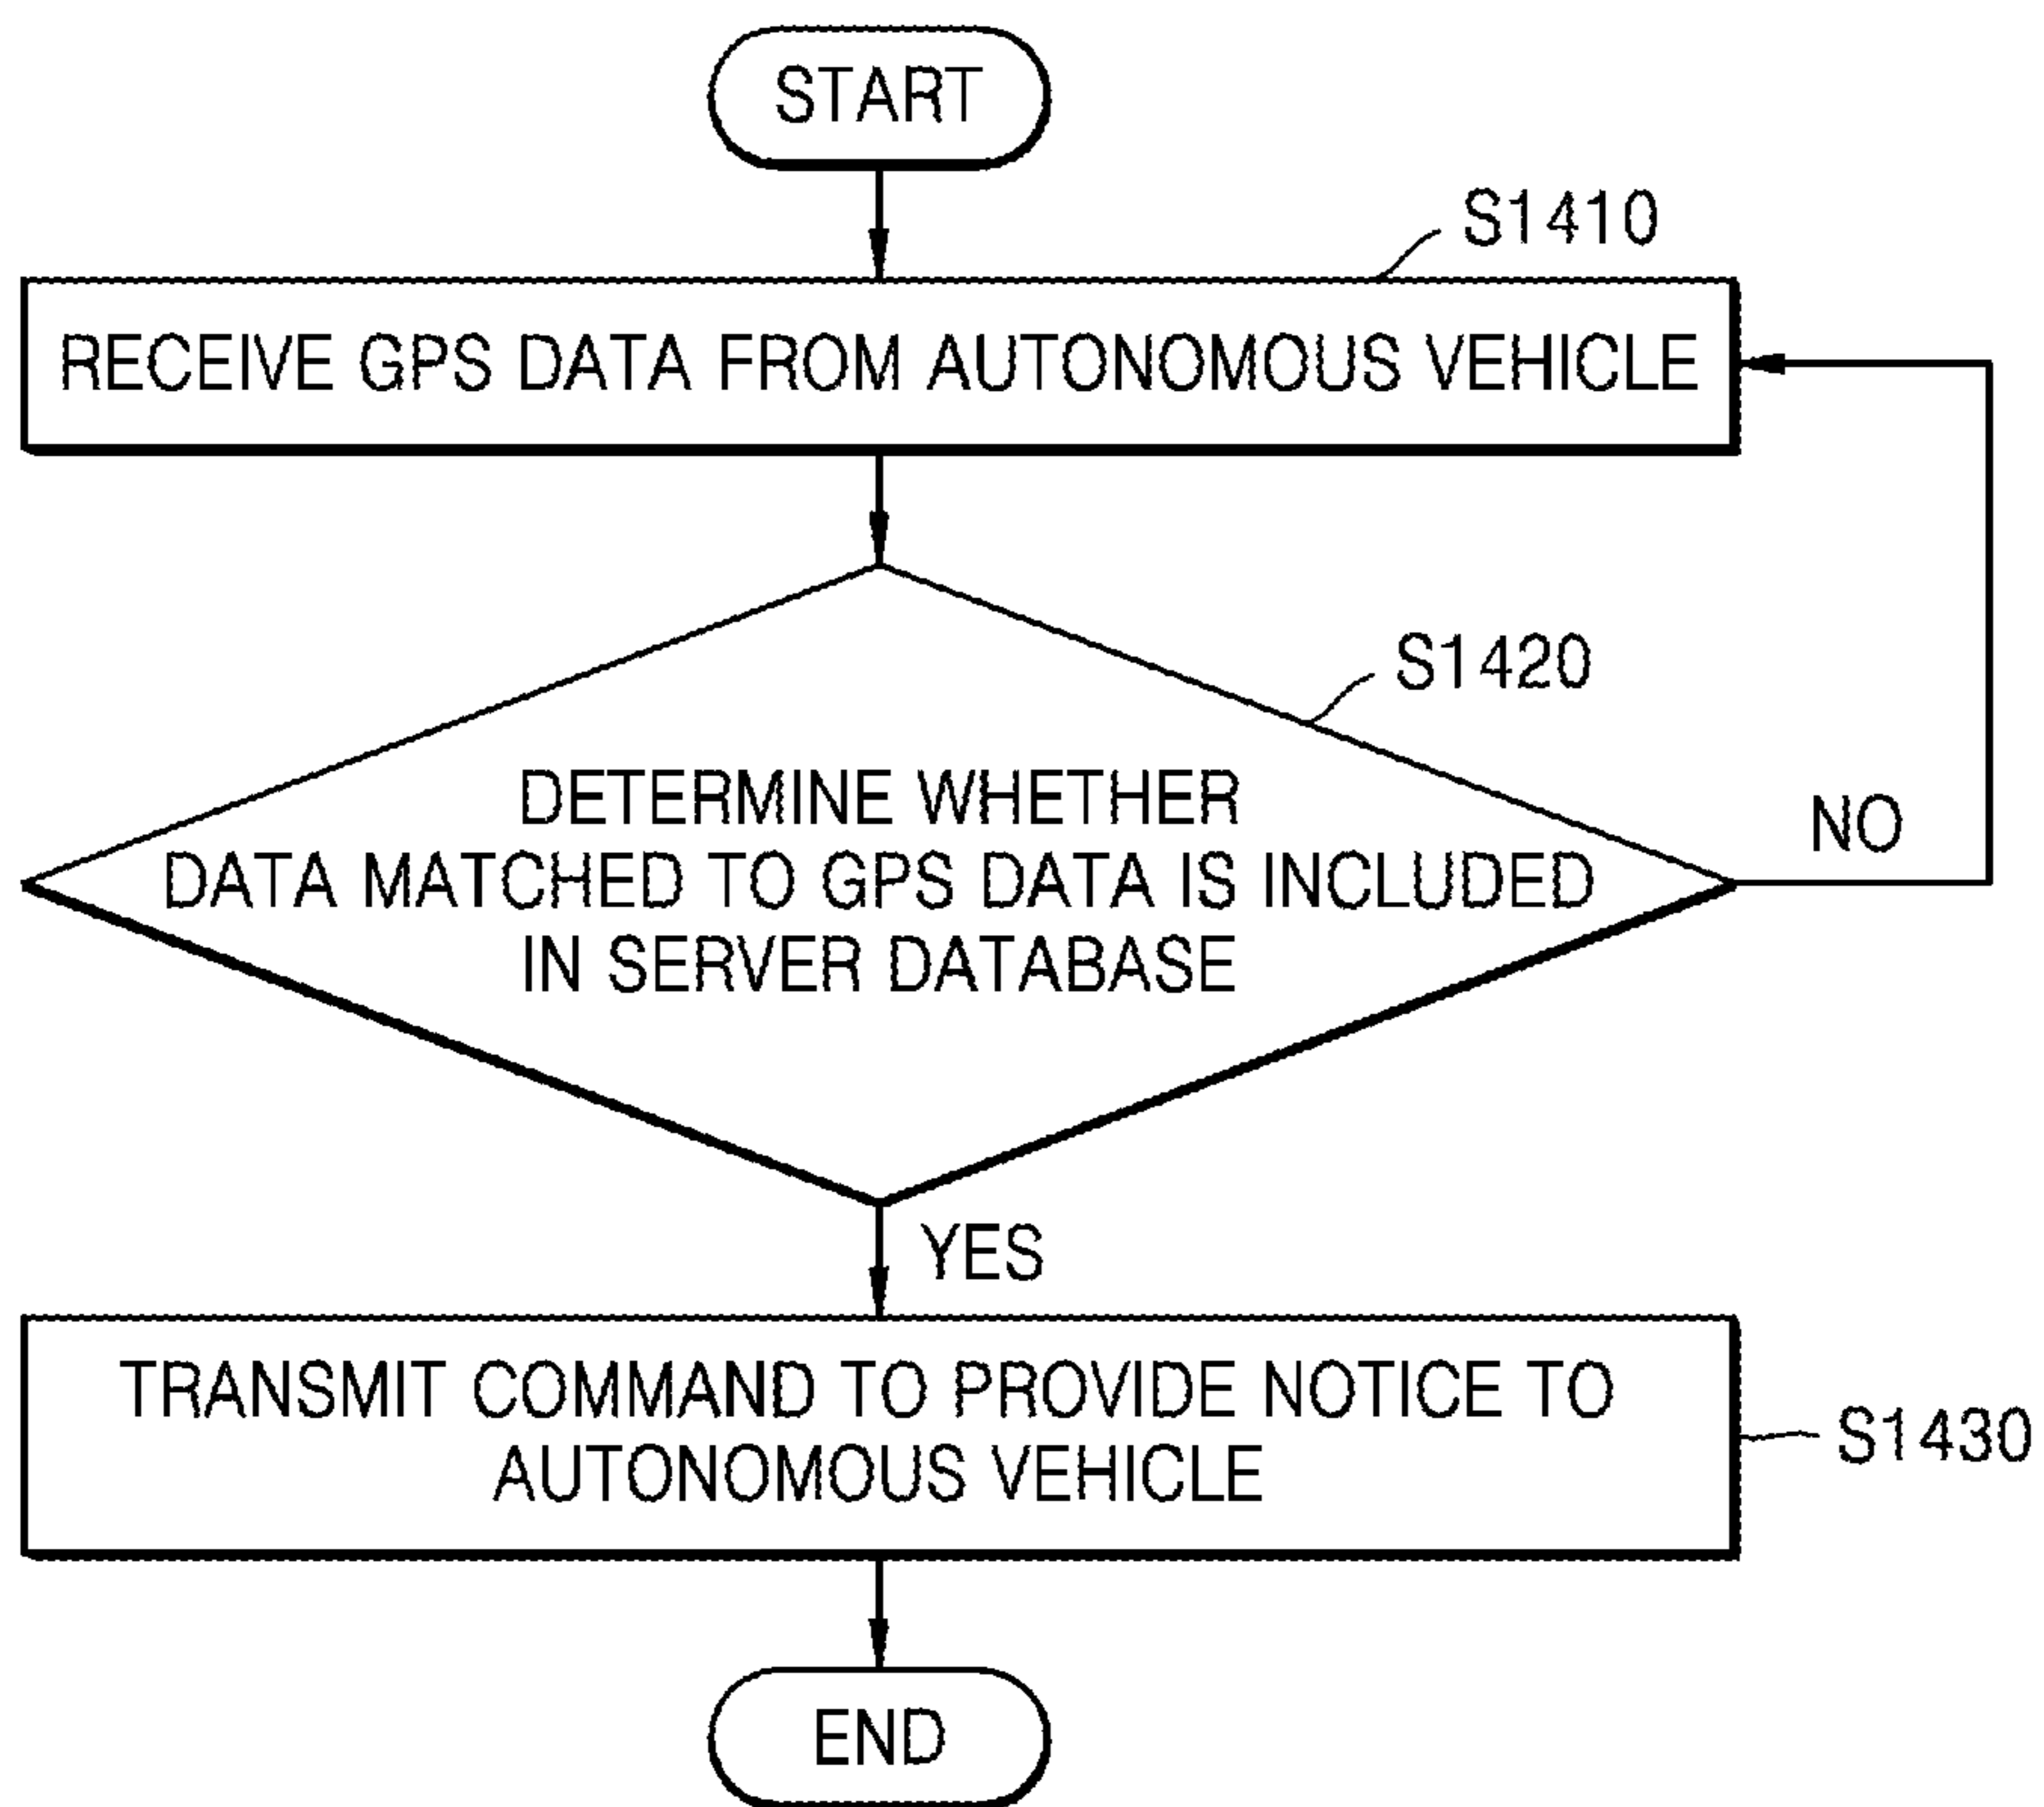 START
S1410
RECEIVE GPS DATA FROM AUTONOMOUS VEHICLE
S1420
DETERMINE WHETHER
DATA MATCHED TO GPS DATA IS INCLUDED
IN SERVER DATABASE
NO
YES
TRANSMIT COMMAND TO PROVIDE NOTICE TO
AUTONOMOUS VEHICLE
S1430
END